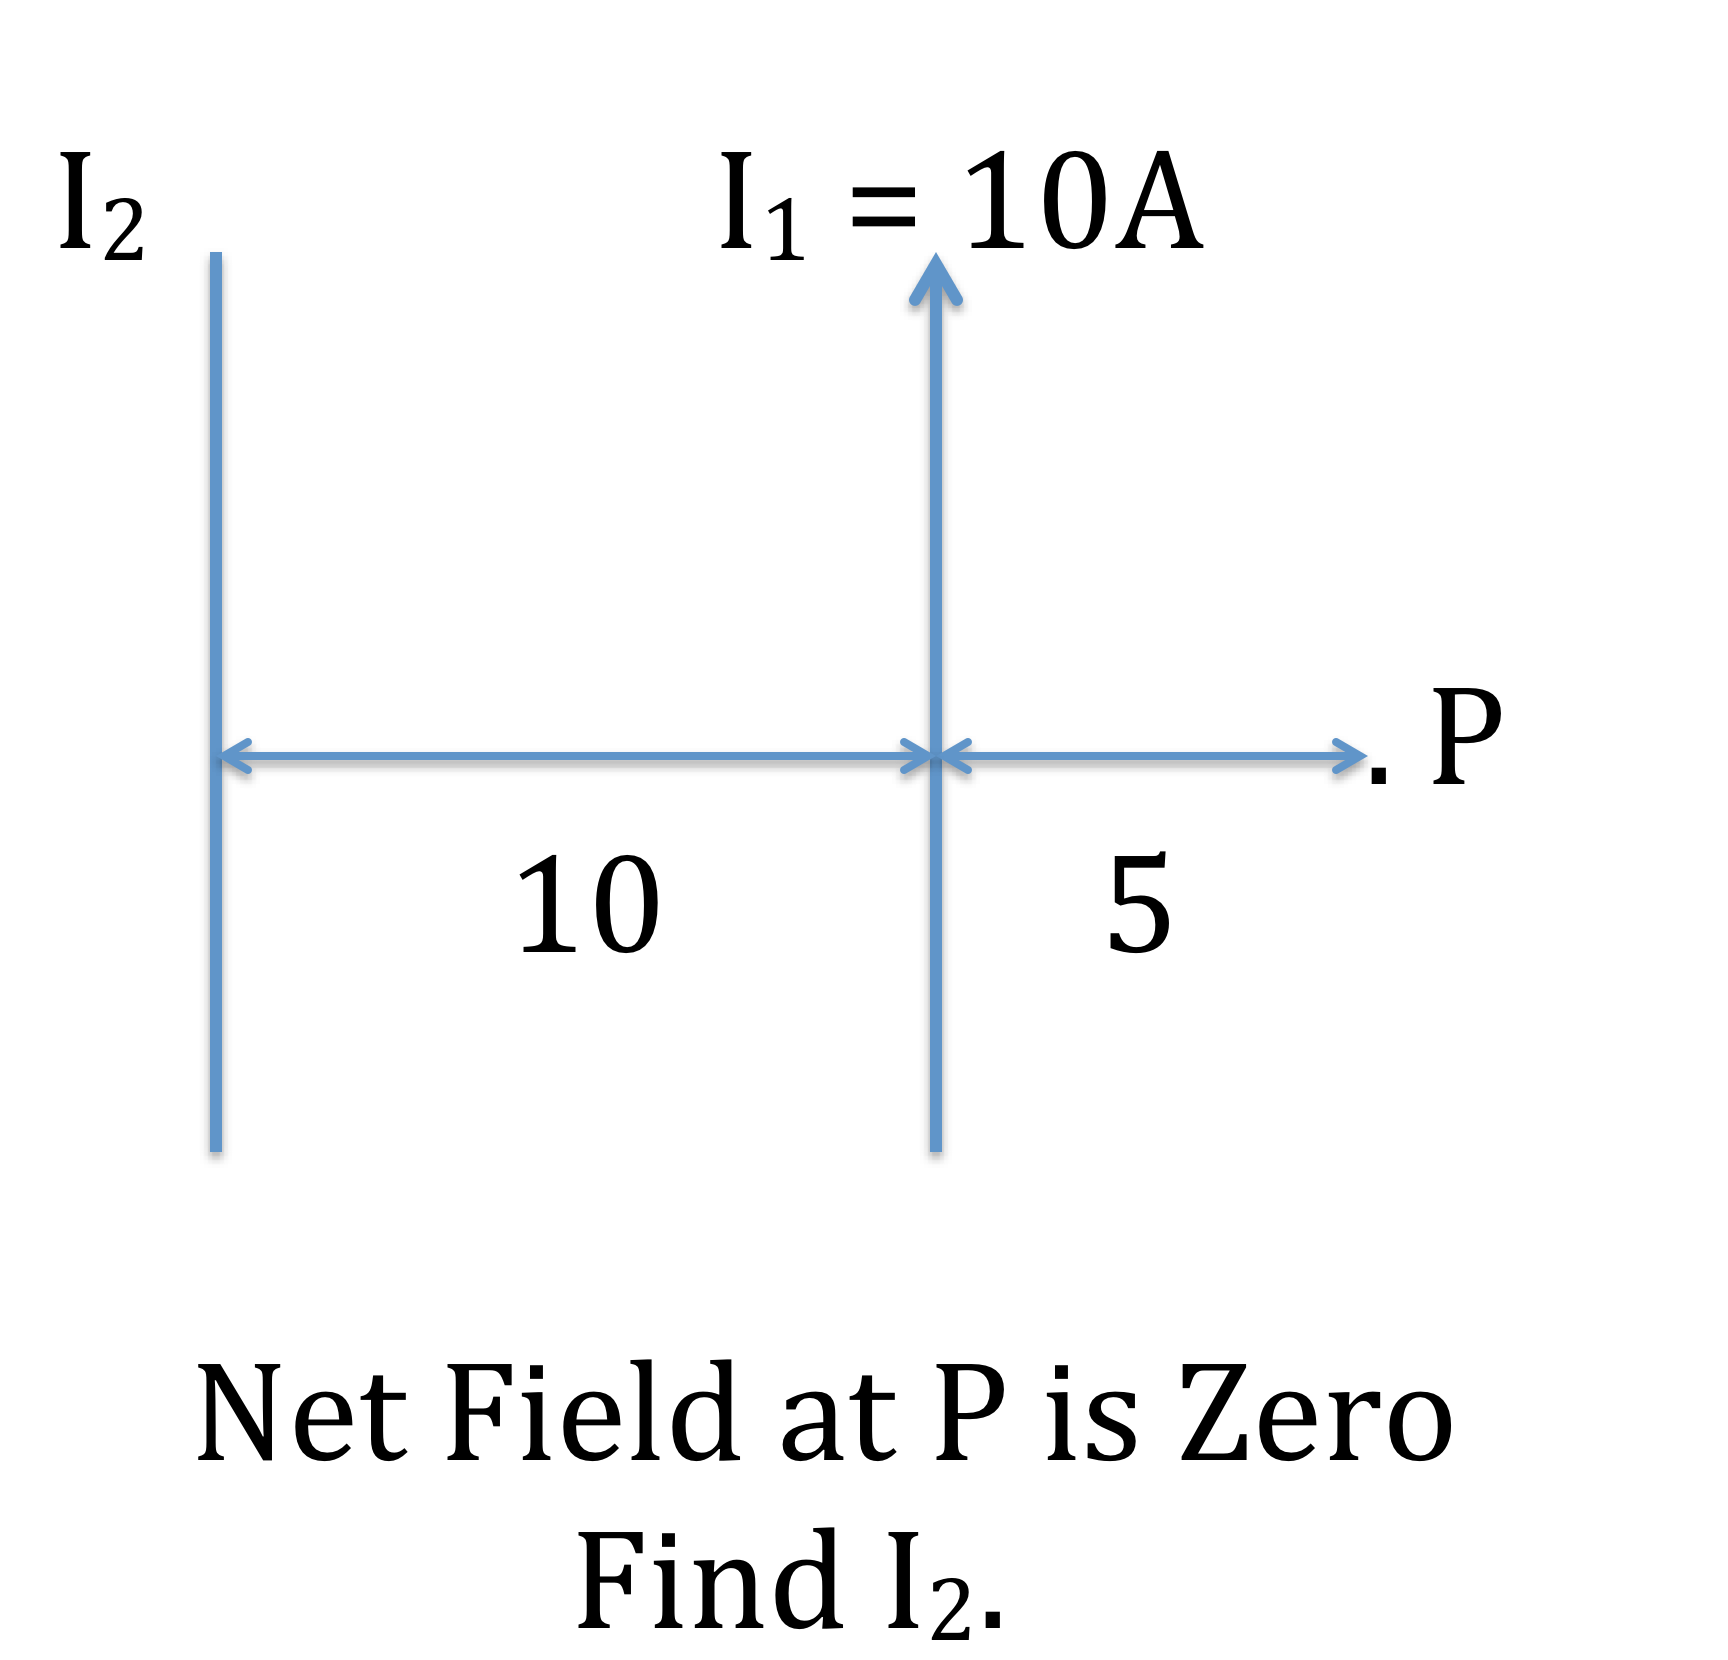 I₂
I₁ = 10A
. P
10
5
Net Field at P is Zero
Find I₂.